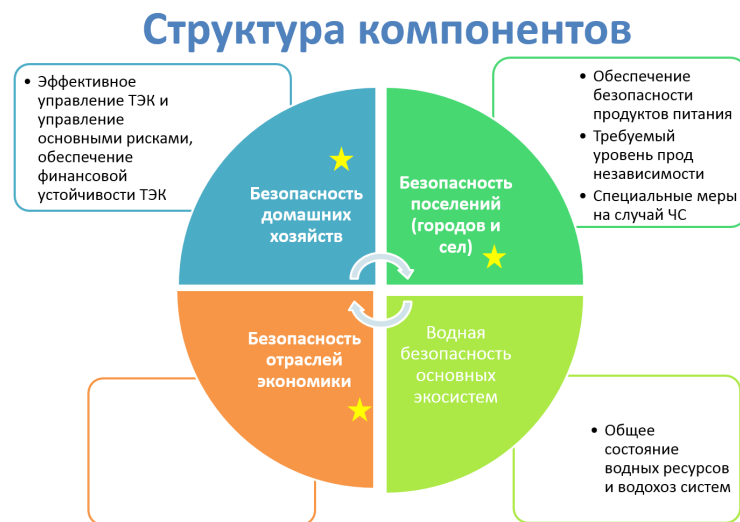 Структура компонентов
• Эффективное
управление ТЭК и
управление
основными рисками,
обеспечение
финансовой
устойчивости ТЭК
• Обеспечение
безопасности
продуктов питания
• Требуемый
уровень прод
независимости
• Специальные меры
на случай ЧС
Безопасность
домашних
хозяйств
Безопасность
поселений
(городов и
сел)
Безопасность
отраслей
экономики
Водная
безопасность
основных
экосистем
• Общее
состояние
водных ресурсов
и водохоз систем